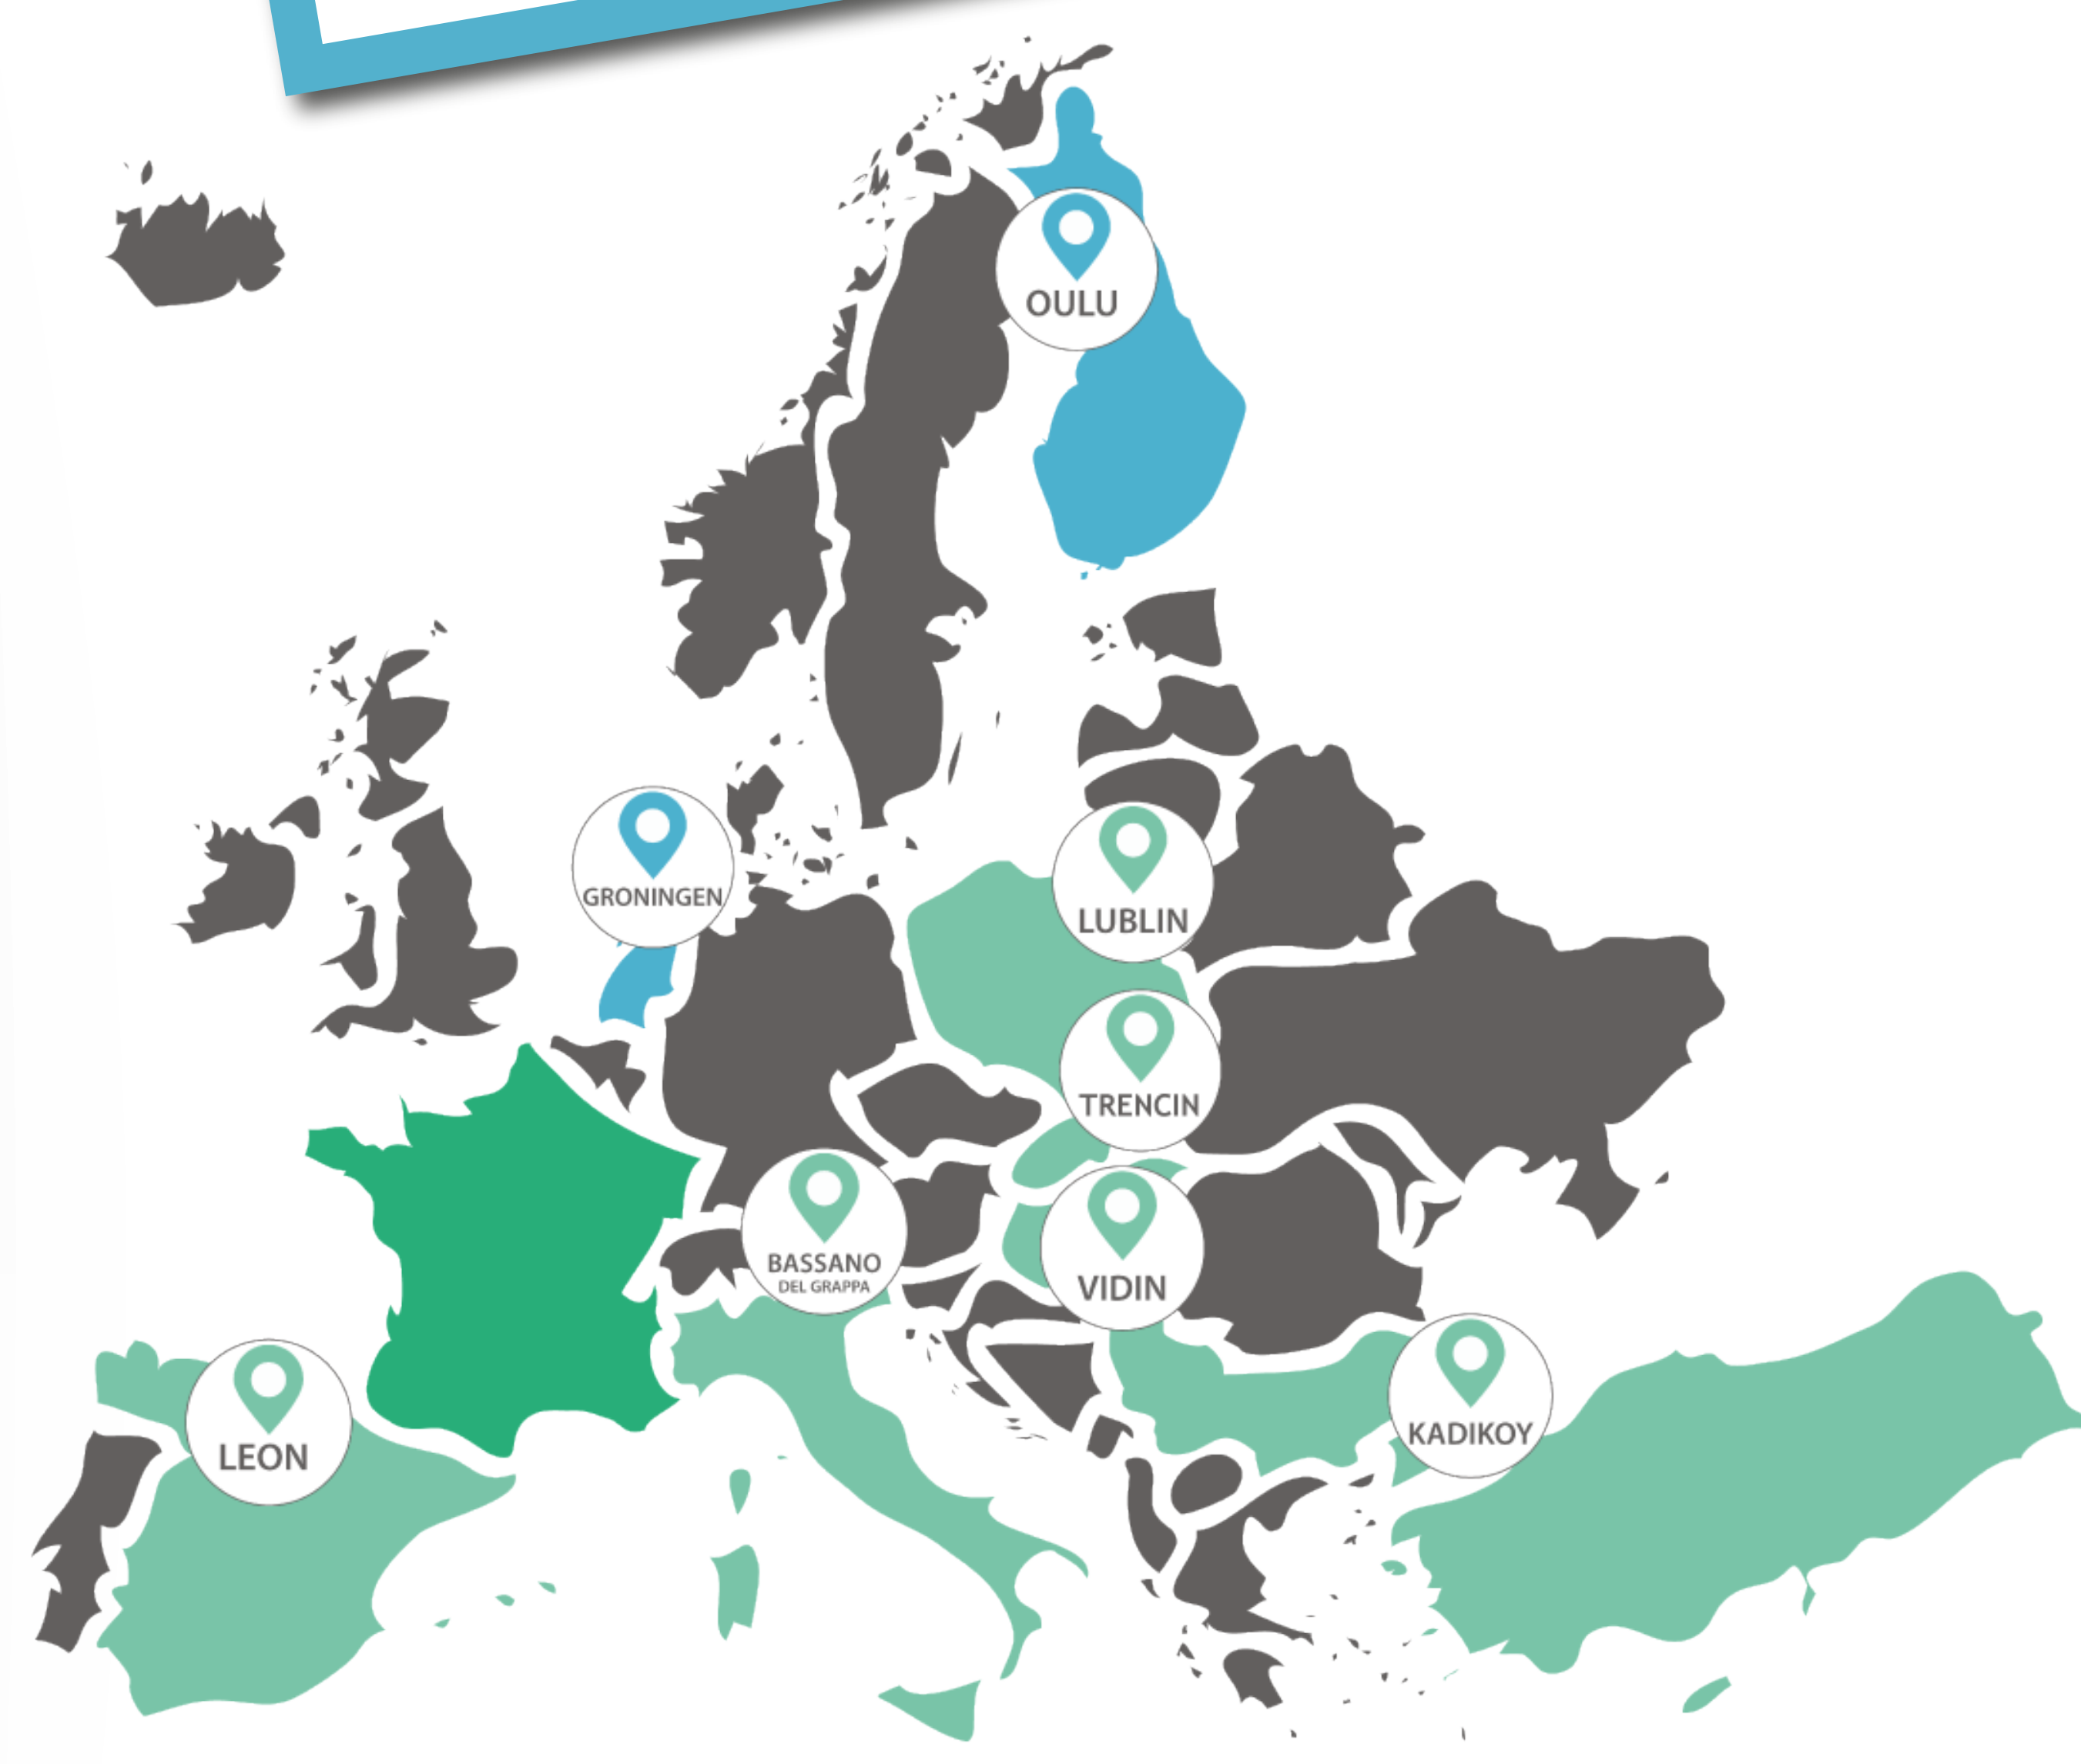 OULU
GRONINGEN
LUBLIN
TRENCIN
BASSANO
DEL GRAPPA
VIDIN
LEON
KADIKOY